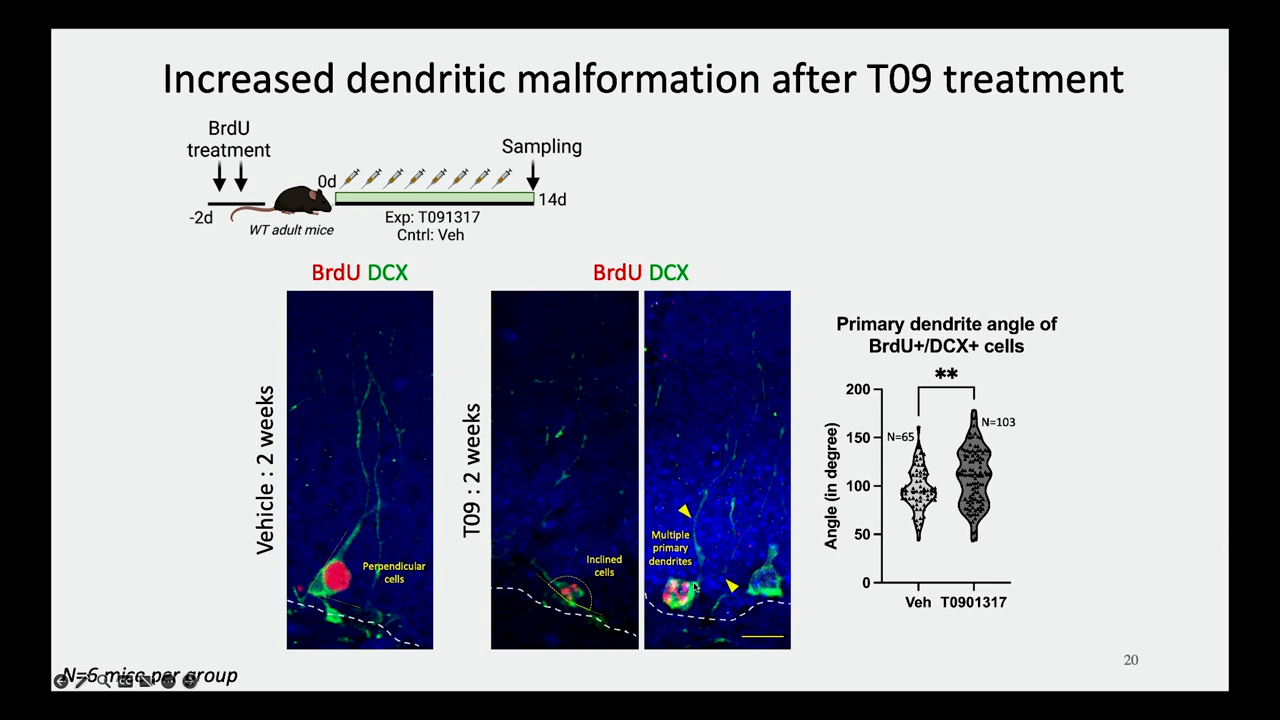 Increased dendritic malformation after T09 treatment
BrdU
treatment
Sampling
0d
-2d
14d
WT adult mice
Exp: T091317
Cntrl: Veh
BrdU DCX
BrdU DCX
Vehicle : 2 weeks
Perpendicular
cells
T09 : 2 weeks
Inclined
cells
Multiple
primary
dendrites
Primary dendrite angle of
BrdU+/DCX+ cells
**
200
150
100
50
0
Angle (in degree)
N=65
N=103
Veh
T0901317
N=6 mice per group
20